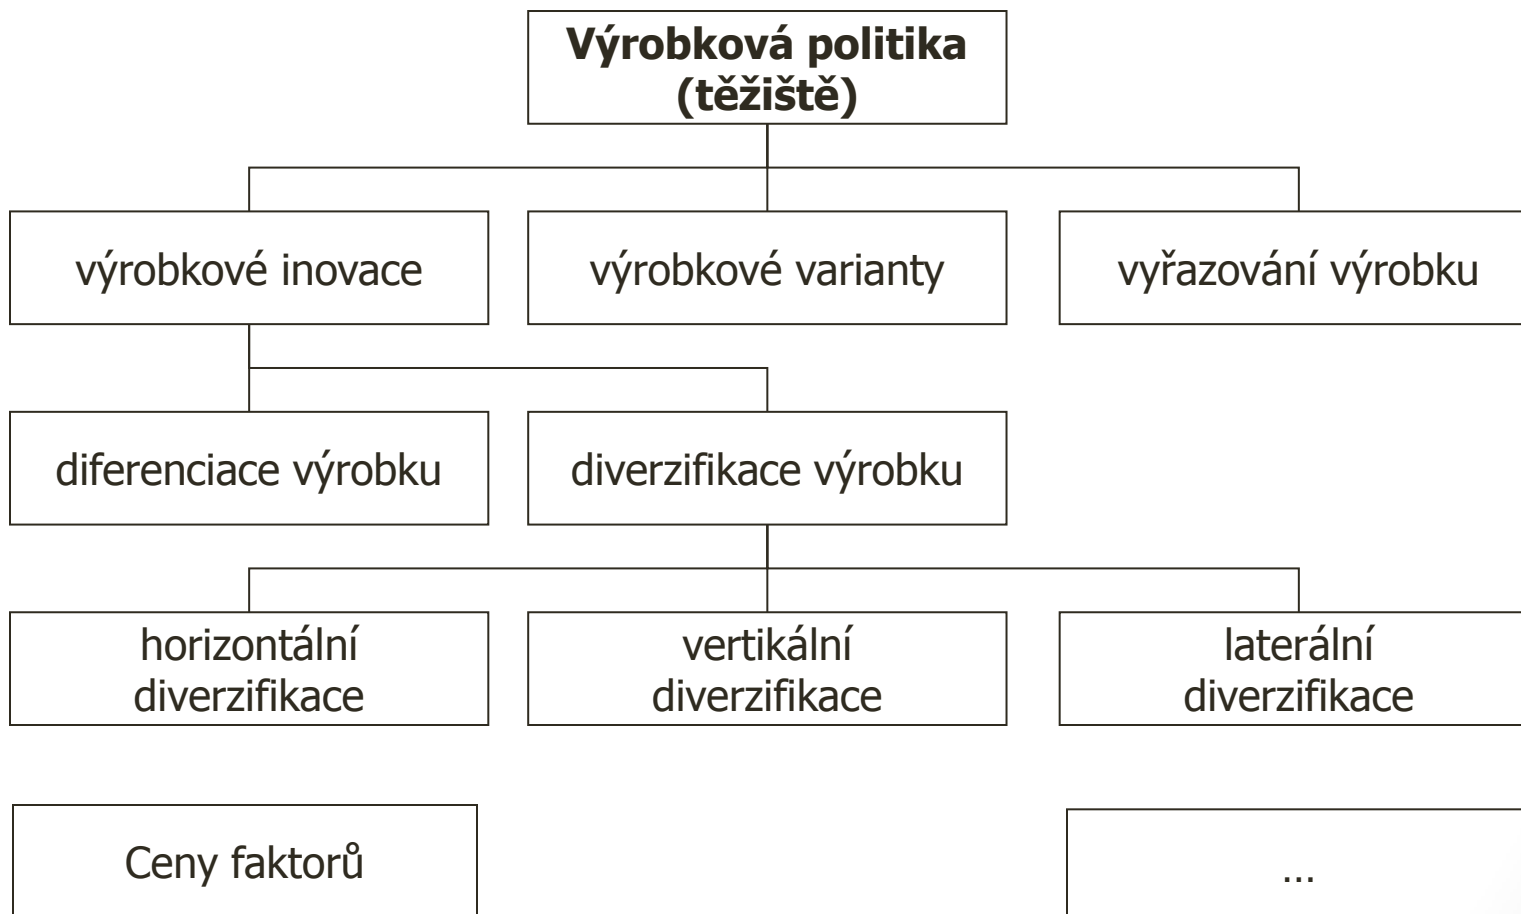 Výrobková politika
(těžiště)
výrobkové inovace
výrobkové varianty
vyřazování výrobku
diferenciace výrobku
diverzifikace výrobku
horizontální
diverzifikace
vertikální
diverzifikace
laterální
diverzifikace
Ceny faktorů
...